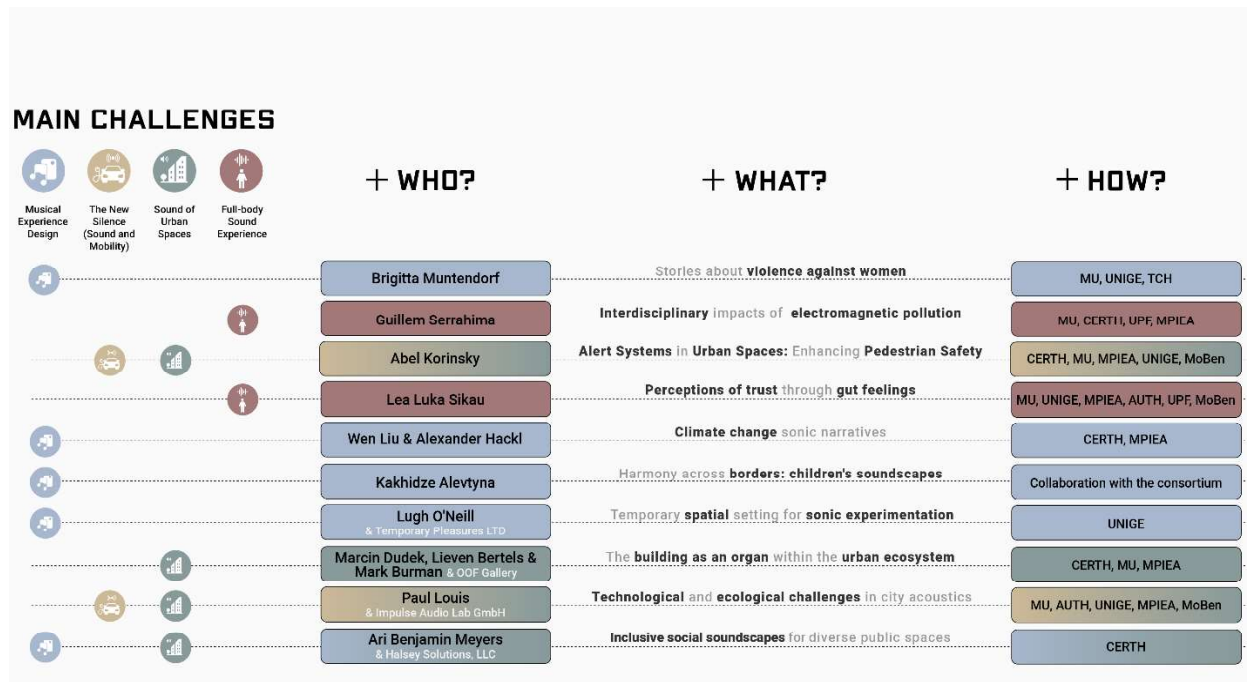 MAIN CHALLENGES
+ WHO?
+ WHAT?
+ HOW?
Musical
Experience
Design
The New
Silence
(Sound and
Mobility)
Sound of
Urban
Spaces
Full-body
Sound
Experience
Brigitta Muntendorf
Stories about violence against women
MU, UNIGE, TCH
Guillem Serrahima
Interdisciplinary impacts of electromagnetic pollution
MU, CERTH, UPF, MPIEA
Abel Korinsky
Alert Systems in Urban Spaces: Enhancing Pedestrian Safety
CERTH, MU, MPIEA, UNIGE, MoBen
Lea Luka Sikau
Perceptions of trust through gut feelings
MU, UNIGE, MPIEA, AUTH, UPF, MoBen
Wen Liu & Alexander Hackl
Climate change sonic narratives
CERTH, MPIEA
Kakhidze Alevtyna
Harmony across borders: children's soundscapes
Collaboration with the consortium
Lugh O'Neill
& Temporary Pleasures LTD
Temporary spatial setting for sonic experimentation
UNIGE
Marcin Dudek, Lieven Bertels &
Mark Burman & OOF Gallery
The building as an organ within the urban ecosystem
CERTH, MU, MPIEA
Paul Louis
& Impulse Audio Lab GmbH
Technological and ecological challenges in city acoustics
MU, AUTH, UNIGE, MPIEA, MoBen
Ari Benjamin Meyers
& Halsey Solutions, LLC
Inclusive social soundscapes for diverse public spaces
CERTH